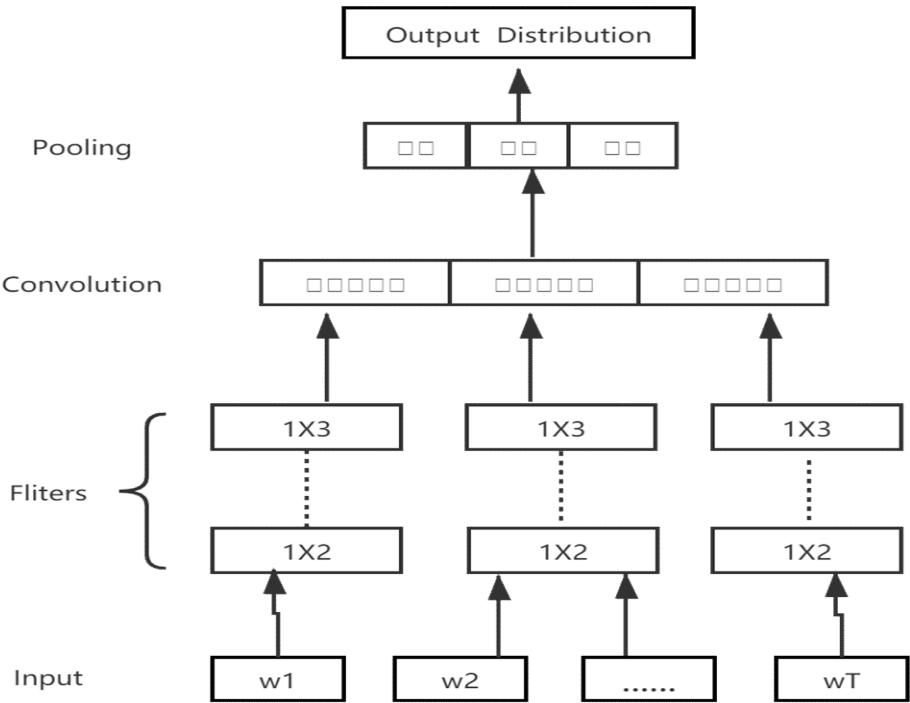 Output Distribution
Pooling
□□ □□ □□
Convolution
□□□□□ □□□□□ □□□□□
1X3 1X3 1X3
Fliters
1X2 1X2 1X2
Input
w1 w2 ...... wT